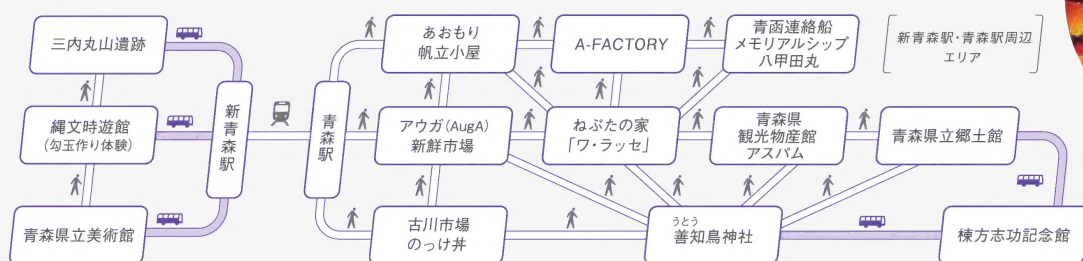 三内丸山遺跡
縄文時遊館
(勾玉作り体験)
青森県立美術館
新青森駅
青森駅
あおもり
帆立小屋
アウガ(AugA)
新鮮市場
古川市場
のっけ丼
A-FACTORY
ねぶたの家
「ワ・ラッセ」
青函連絡船
メモリアルシップ
八甲田丸
青森県
観光物産館
アスパム
うとう
善知鳥神社
青森県立郷土館
棟方志功記念館
新青森駅・青森駅周辺
エリア